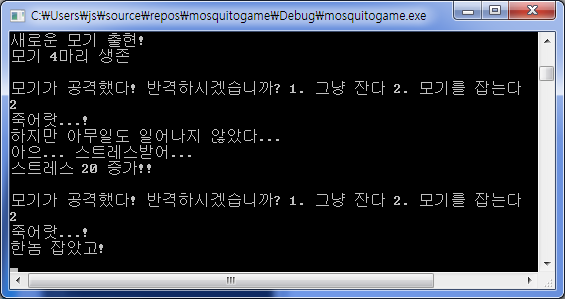 C:₩Users₩js₩source₩repos₩mosquitogame₩Debug₩mosquitogame.exe
새로운 모기 출현!
모기 4마리 생존
모기가 공격했다! 반격하시겠습니까? 1. 그냥 잔다 2. 모기를 잡는다
2
죽어랏...!
하지만 아무일도 일어나지 않았다...
아으... 스트레스받어...
스트레스 20 증가!!
모기가 공격했다! 반격하시겠습니까? 1. 그냥 잔다 2. 모기를 잡는다
2
죽어랏...!
한놈 잡았고!